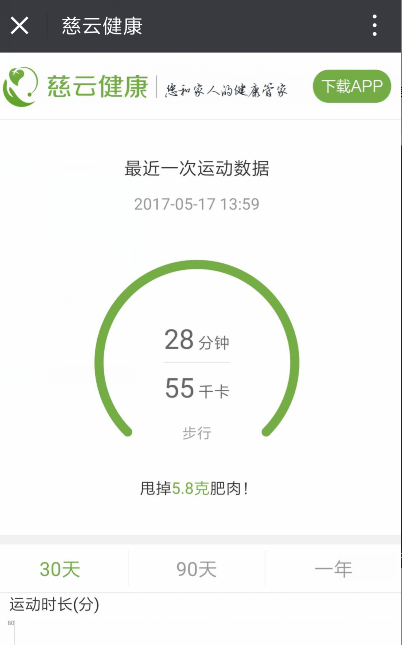 慈云健康
慈云健康 您和家人的健康管家 下载APP
最近一次运动数据
2017-05-17 13:59
28 分钟
55 千卡
步行
甩掉5.8克肥肉！
30天 90天 一年
运动时长(分)
80